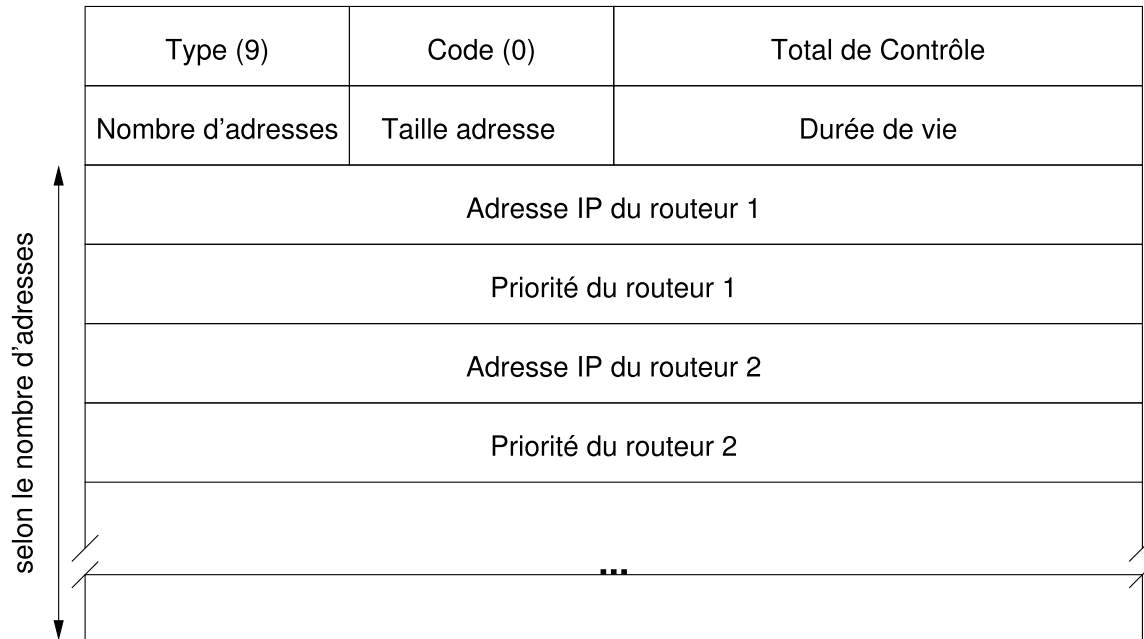 Type (9)
Code (0)
Total de Contrôle
Nombre d'adresses
Taille adresse
Durée de vie
Adresse IP du routeur 1
Priorité du routeur 1
Adresse IP du routeur 2
Priorité du routeur 2
...
selon le nombre d'adresses